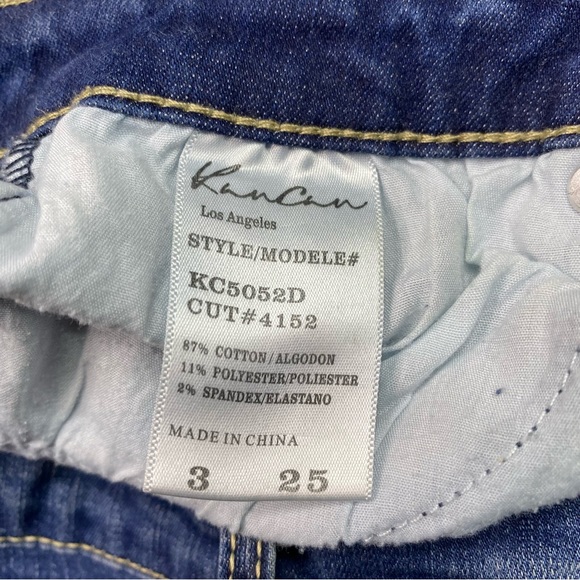 KanCan
Los Angeles
STYLE/MODELE#
KC5052D
CUT#4152
87% COTTON/ALGODON
11% POLYESTER/POLIESTER
2% SPANDEX/ELASTANO
MADE IN CHINA
3 25